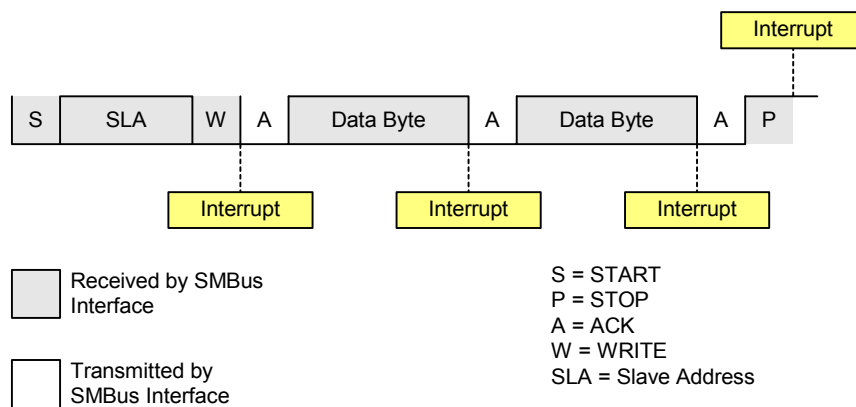 Interrupt
S SLA W A Data Byte A Data Byte A P
Interrupt Interrupt Interrupt
Received by SMBus
Interface
Transmitted by
SMBus Interface
S = START
P = STOP
A = ACK
W = WRITE
SLA = Slave Address